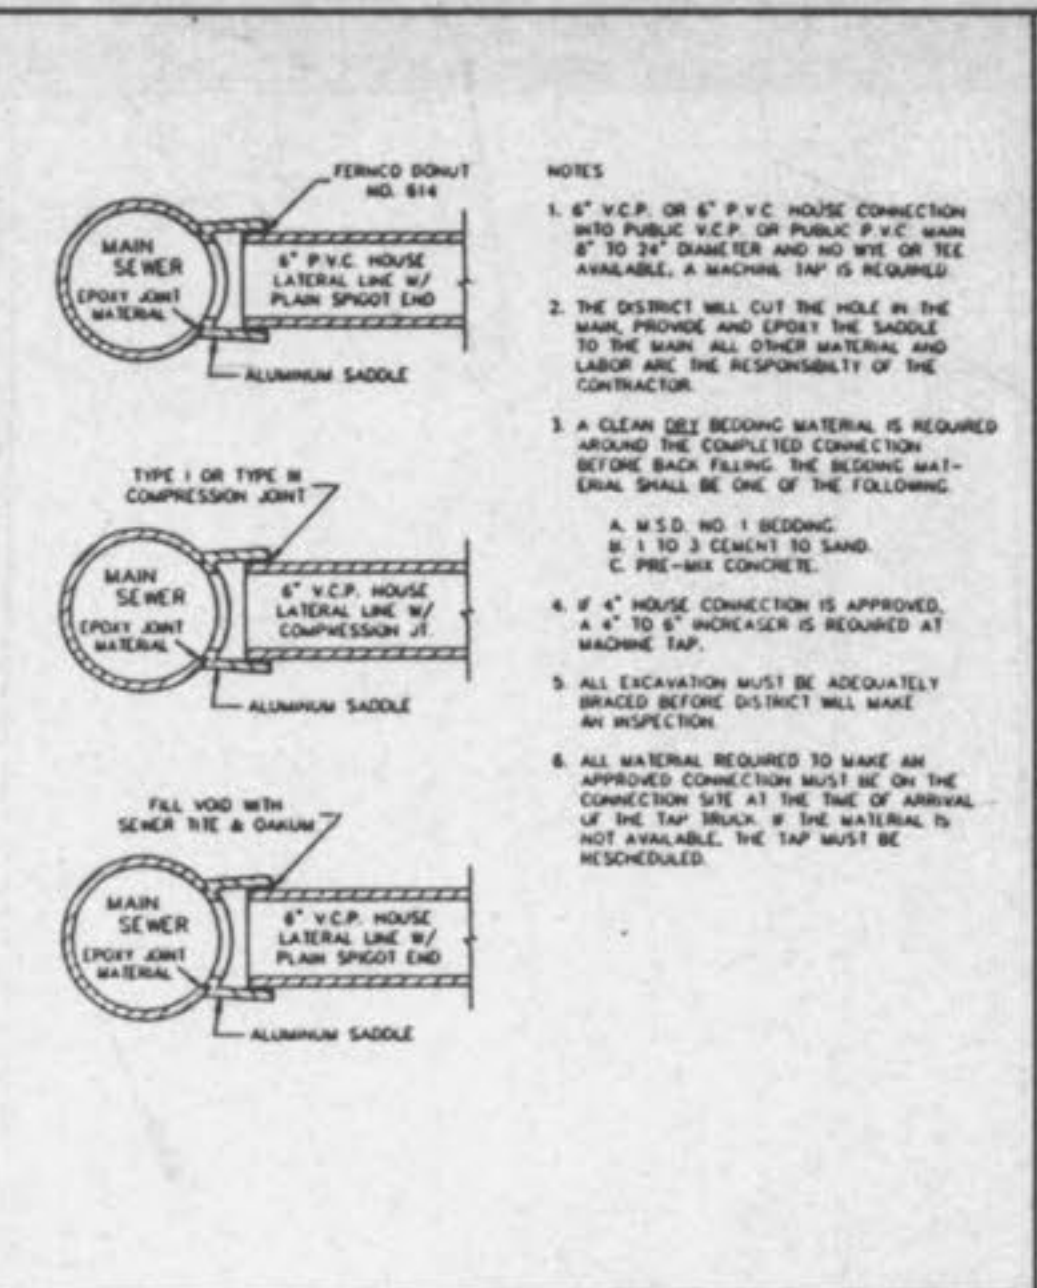 FERNCO DONUT
NO. 614
MAIN
SEWER
EPOXY JOINT
MATERIAL
6" P.V.C. HOUSE
LATERAL LINE W/
PLAIN SPIGOT END
ALUMINUM SADDLE
TYPE I OR TYPE III
COMPRESSION JOINT
MAIN
SEWER
EPOXY JOINT
MATERIAL
6" V.C.P. HOUSE
LATERAL LINE W/
COMPRESSION JT.
ALUMINUM SADDLE
FILL VOID WITH
SEWER TITE & OAKUM
MAIN
SEWER
EPOXY JOINT
MATERIAL
6" V.C.P. HOUSE
LATERAL LINE W/
PLAIN SPIGOT END
ALUMINUM SADDLE
NOTES
1. 6" V.C.P. OR 6" P.V.C. HOUSE CONNECTION
INTO PUBLIC V.C.P. OR PUBLIC P.V.C. MAIN
8" TO 24" DIAMETER AND NO WYE OR TEE
AVAILABLE, A MACHINE TAP IS REQUIRED.
2. THE DISTRICT WILL CUT THE HOLE IN THE
MAIN, PROVIDE AND EPOXY THE SADDLE
TO THE MAIN. ALL OTHER MATERIAL AND
LABOR ARE THE RESPONSIBILTY OF THE
CONTRACTOR.
3. A CLEAN DRY BEDDING MATERIAL IS REQUIRED
AROUND THE COMPLETED CONNECTION
BEFORE BACK FILLING. THE BEDDING MAT-
ERIAL SHALL BE ONE OF THE FOLLOWING.
A. M.S.D. NO. 1 BEDDING.
B. 1 TO 3 CEMENT TO SAND.
C. PRE-MIX CONCRETE.
4. IF 4" HOUSE CONNECTION IS APPROVED,
A 4" TO 6" INCREASER IS REQUIRED AT
MACHINE TAP.
5. ALL EXCAVATION MUST BE ADEQUATELY
BRACED BEFORE DISTRICT WILL MAKE
AN INSPECTION.
6. ALL MATERIAL REQUIRED TO MAKE AN
APPROVED CONNECTION MUST BE ON THE
CONNECTION SITE AT THE TIME OF ARRIVAL
OF THE TAP TRUCK. IF THE MATERIAL IS
NOT AVAILABLE, THE TAP MUST BE
RESCHEDULED.